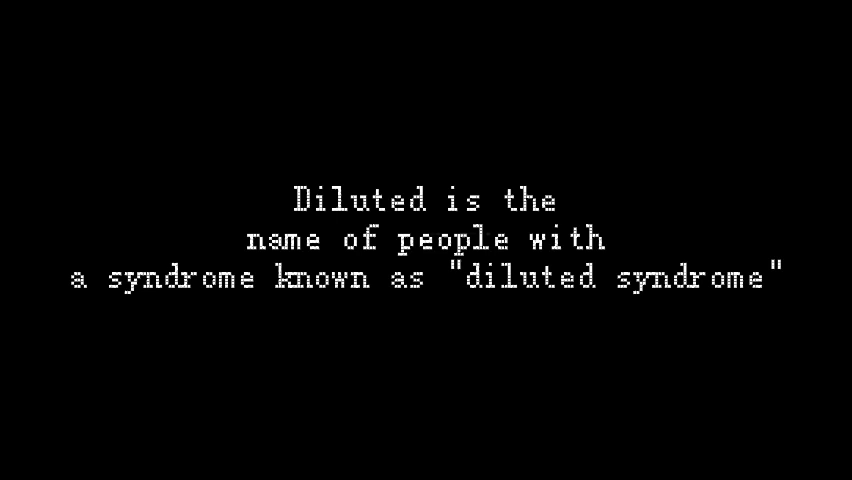 Diluted is the
name of people with
a syndrome known as "diluted syndrome"